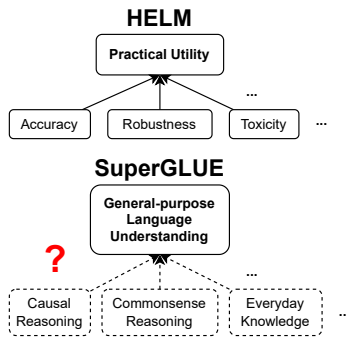 HELM
Practical Utility
...
Accuracy
Robustness
Toxicity
...
SuperGLUE
General-purpose
Language
Understanding
?
...
Causal
Reasoning
Commonsense
Reasoning
Everyday
Knowledge
..